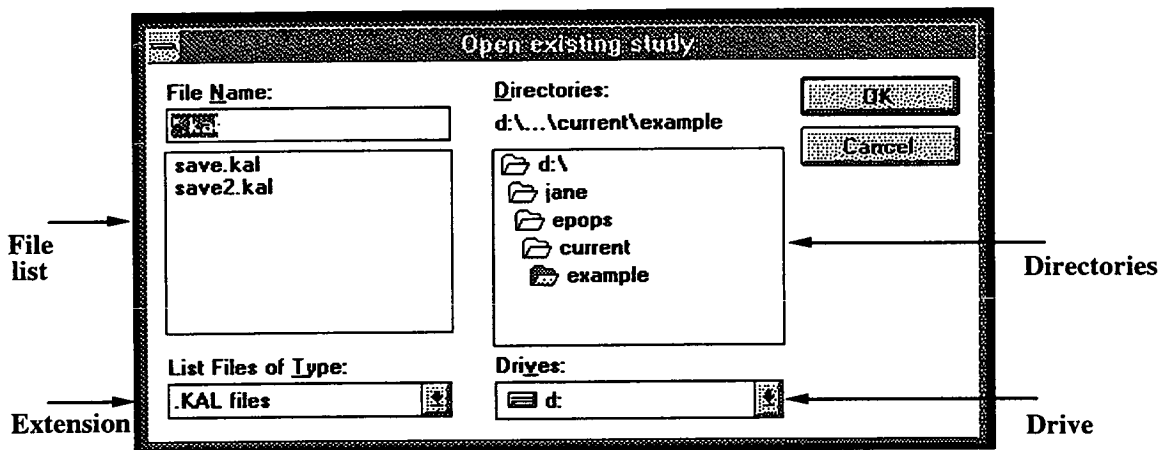 Open existing study
File Name:
save.kal
save2.kal
List Files of Type:
.KAL files
Directories:
d:\...\current\example
d:\
jane
epops
current
example
Drives:
d:
OK
Cancel
File
list
Extension
Directories
Drive